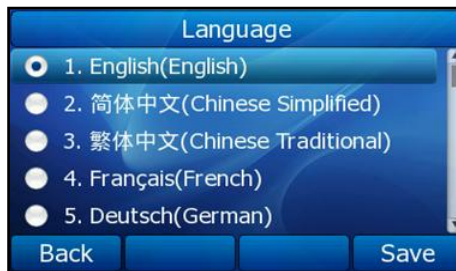 Language
1. English(English)
2. 简体中文(Chinese Simplified)
3. 繁体中文(Chinese Traditional)
4. Français(French)
5. Deutsch(German)
Back Save